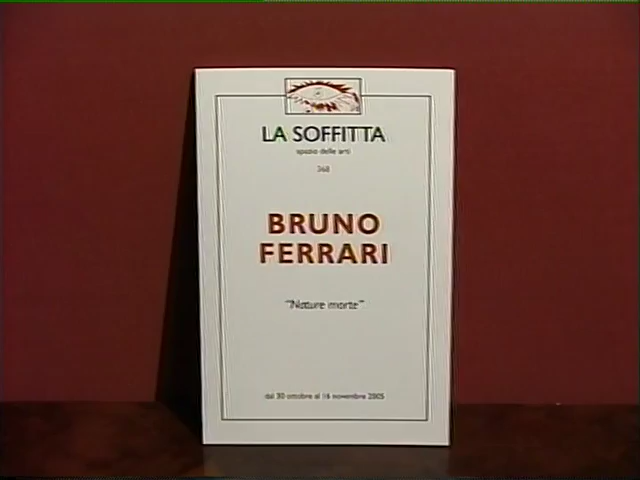 LA SOFFITTA
spazio delle arti
368
BRUNO
FERRARI
"Nature morte"
dal 30 ottobre al 16 novembre 2005